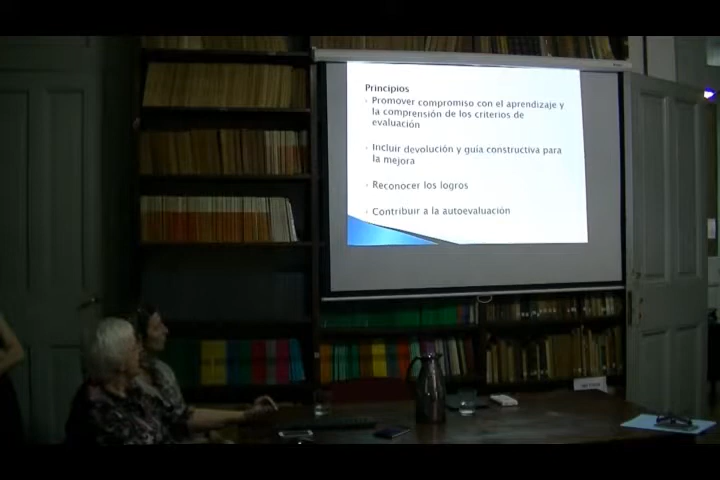 Principios
Promover compromiso con el aprendizaje y
la comprensión de los criterios de
evaluación
Incluir devolución y guía constructiva para
la mejora
Reconocer los logros
Contribuir a la autoevaluación